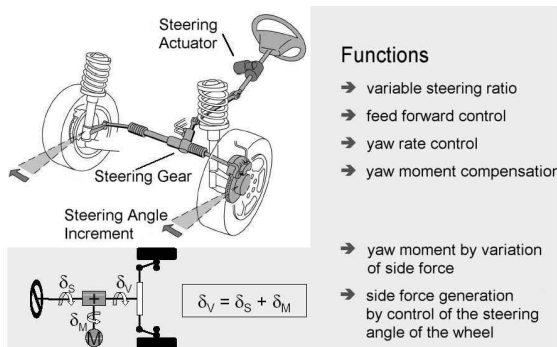 Steering
Actuator
Steering Gear
Steering Angle
Increment
δS
δV
+
δM
M
δV = δS + δM
Functions
→ variable steering ratio
→ feed forward control
→ yaw rate control
→ yaw moment compensation
→ yaw moment by variation
of side force
→ side force generation
by control of the steering
angle of the wheel